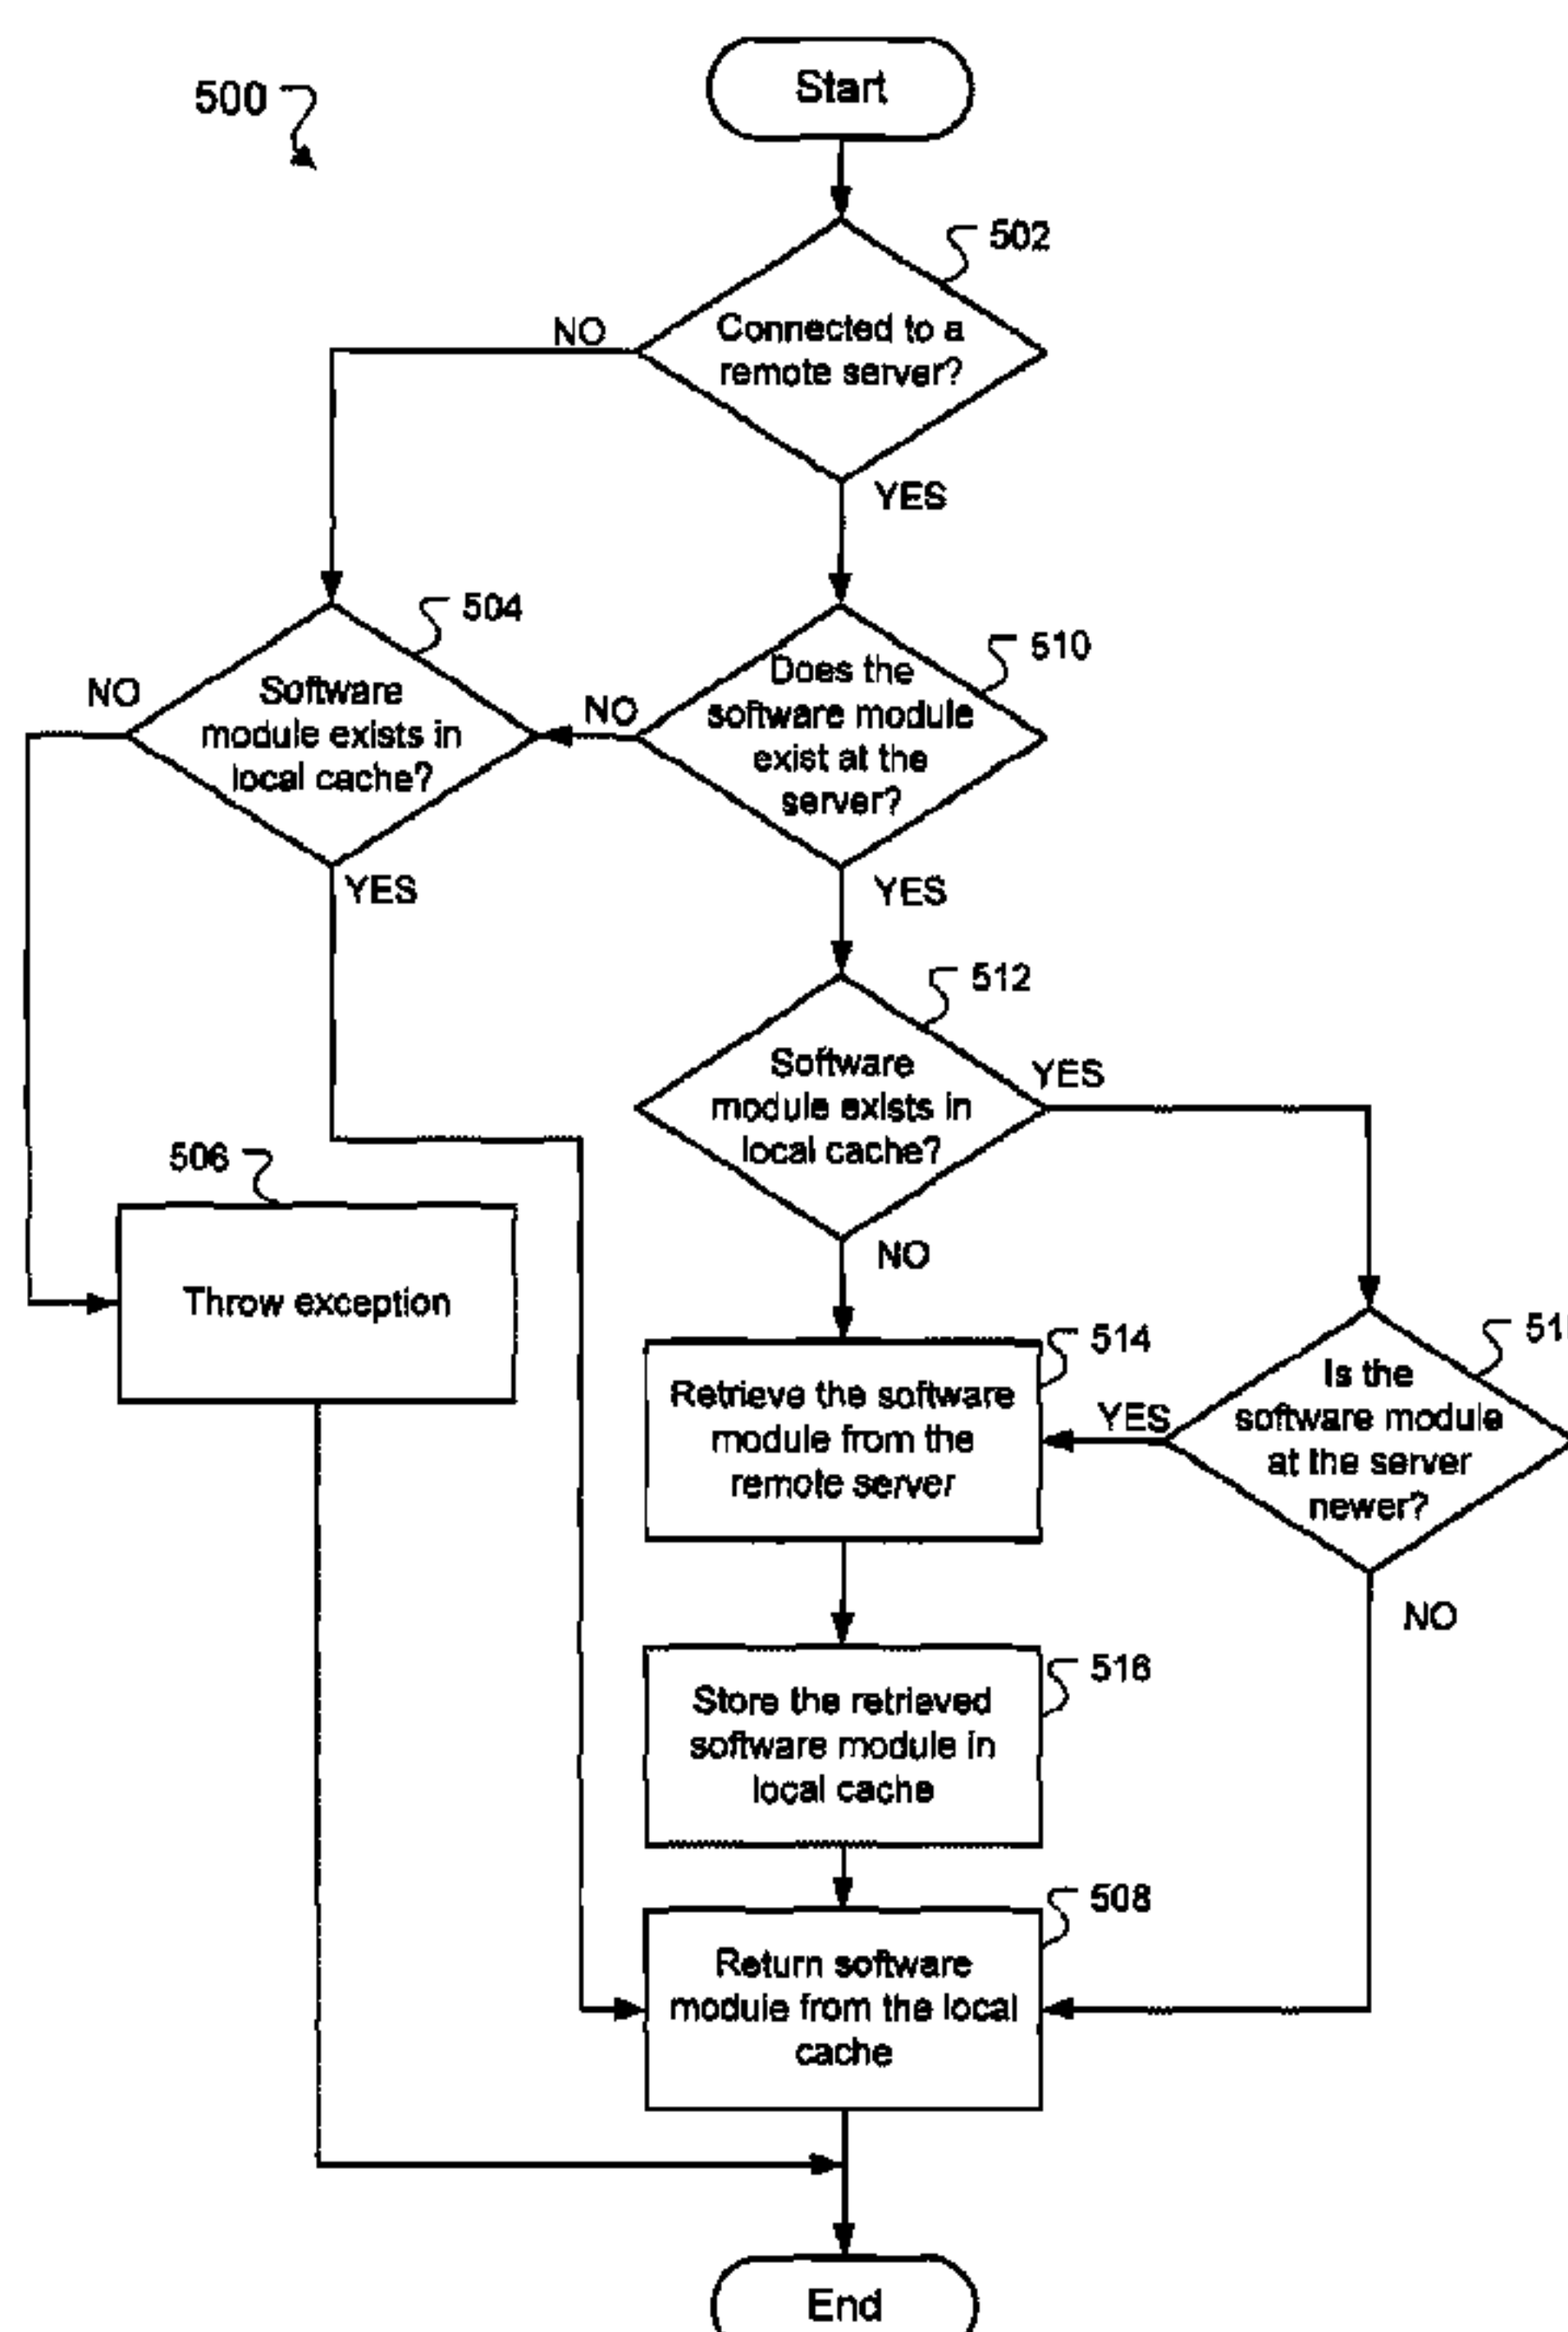 500
Start
502
Connected to a
remote server?
NO
YES
504
Software
module exists in
local cache?
NO
YES
510
Does the
software module
exist at the
server?
NO
YES
512
Software
module exists in
local cache?
YES
NO
506
Throw exception
514
Retrieve the software
module from the
remote server
Is the
software module
at the server
newer?
YES
NO
516
Store the retrieved
software module in
local cache
508
Return software
module from the local
cache
End